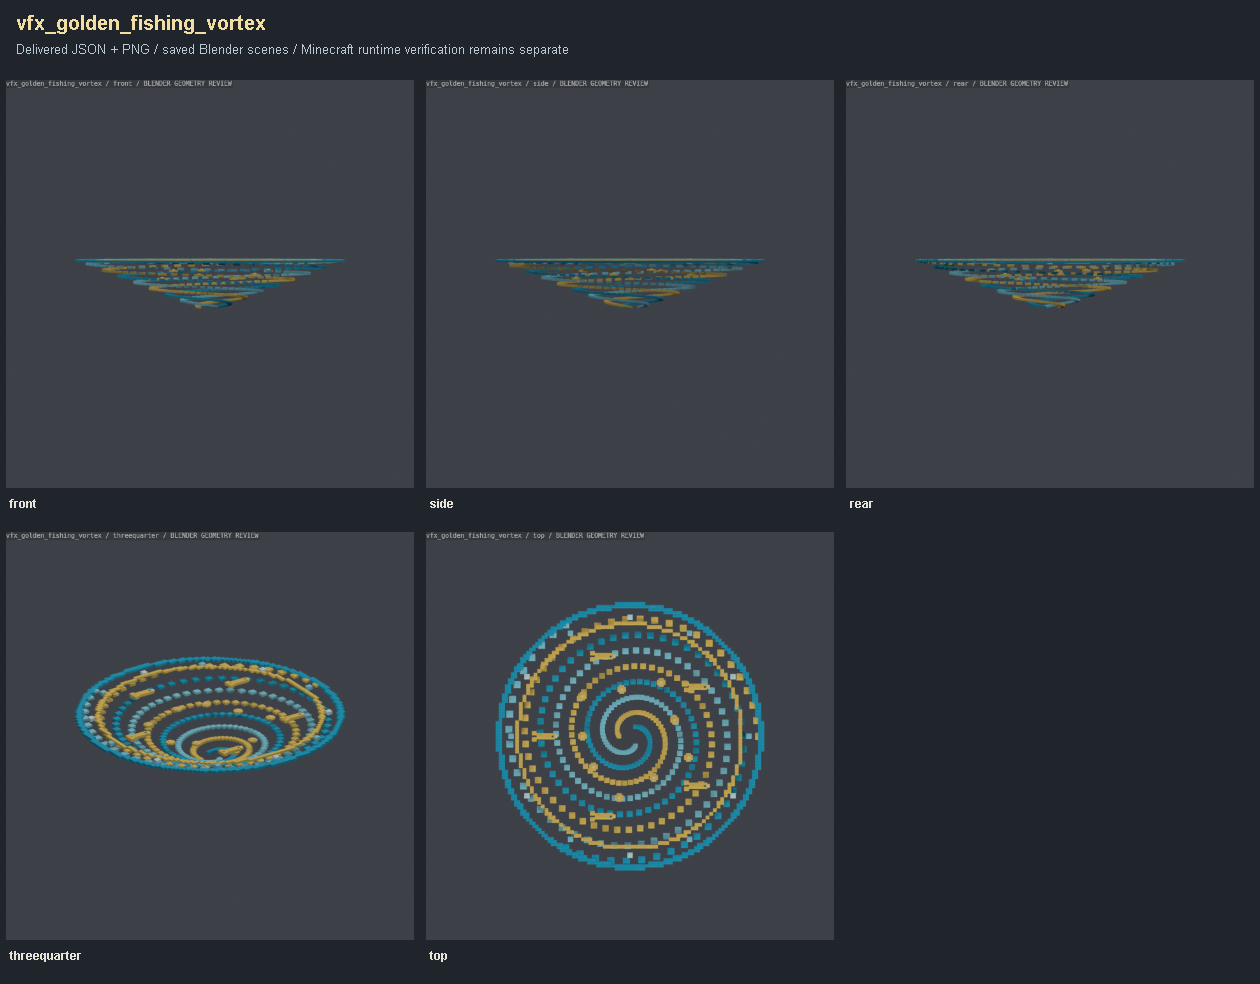 vfx_golden_fishing_vortex
Delivered JSON + PNG / saved Blender scenes / Minecraft runtime verification remains separate
vfx_golden_fishing_vortex / front / BLENDER GEOMETRY REVIEW
vfx_golden_fishing_vortex / side / BLENDER GEOMETRY REVIEW
vfx_golden_fishing_vortex / rear / BLENDER GEOMETRY REVIEW
front
side
rear
vfx_golden_fishing_vortex / threequarter / BLENDER GEOMETRY REVIEW
vfx_golden_fishing_vortex / top / BLENDER GEOMETRY REVIEW
threequarter
top